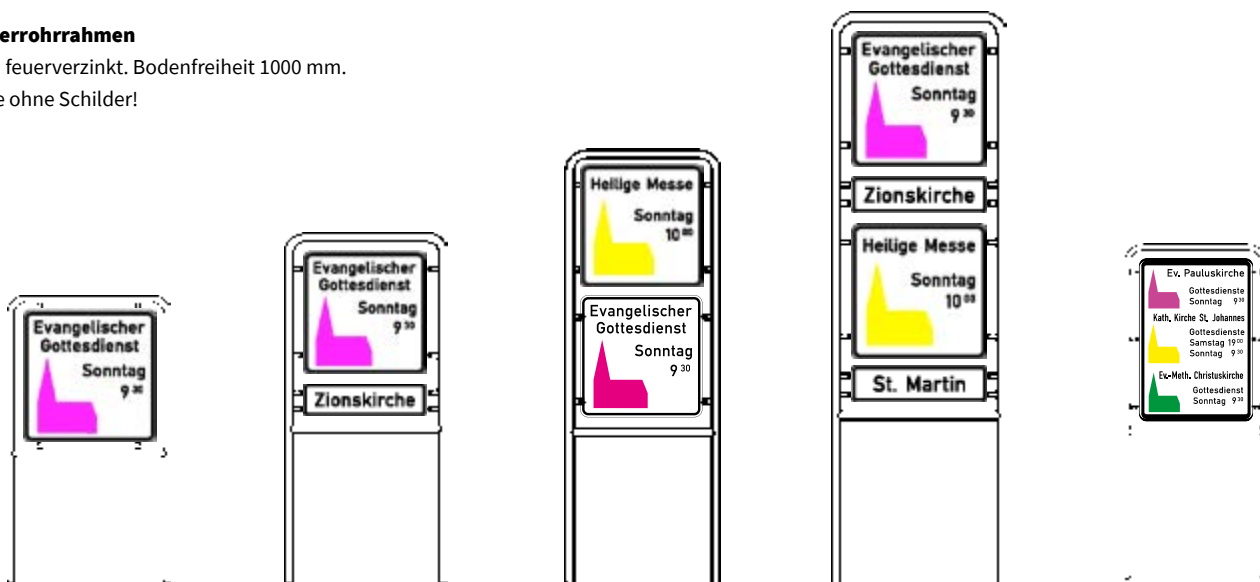 errohrrahmen
feuerverzinkt. Bodenfreiheit 1000 mm.
e ohne Schilder!
Evangelischer
Gottesdienst
Sonntag
9 30
Evangelischer
Gottesdienst
Sonntag
9 30
Zionskirche
Heilige Messe
Sonntag
10 00
Evangelischer
Gottesdienst
Sonntag
9 30
Evangelischer
Gottesdienst
Sonntag
9 30
Zionskirche
Heilige Messe
Sonntag
10 00
St. Martin
Ev. Pauluskirche
Gottesdienste
Sonntag 9 30
Kath. Kirche St. Johannes
Gottesdienste
Samstag 19 00
Sonntag 9 30
Ev.-Meth. Christuskirche
Gottesdienst
Sonntag 9 30